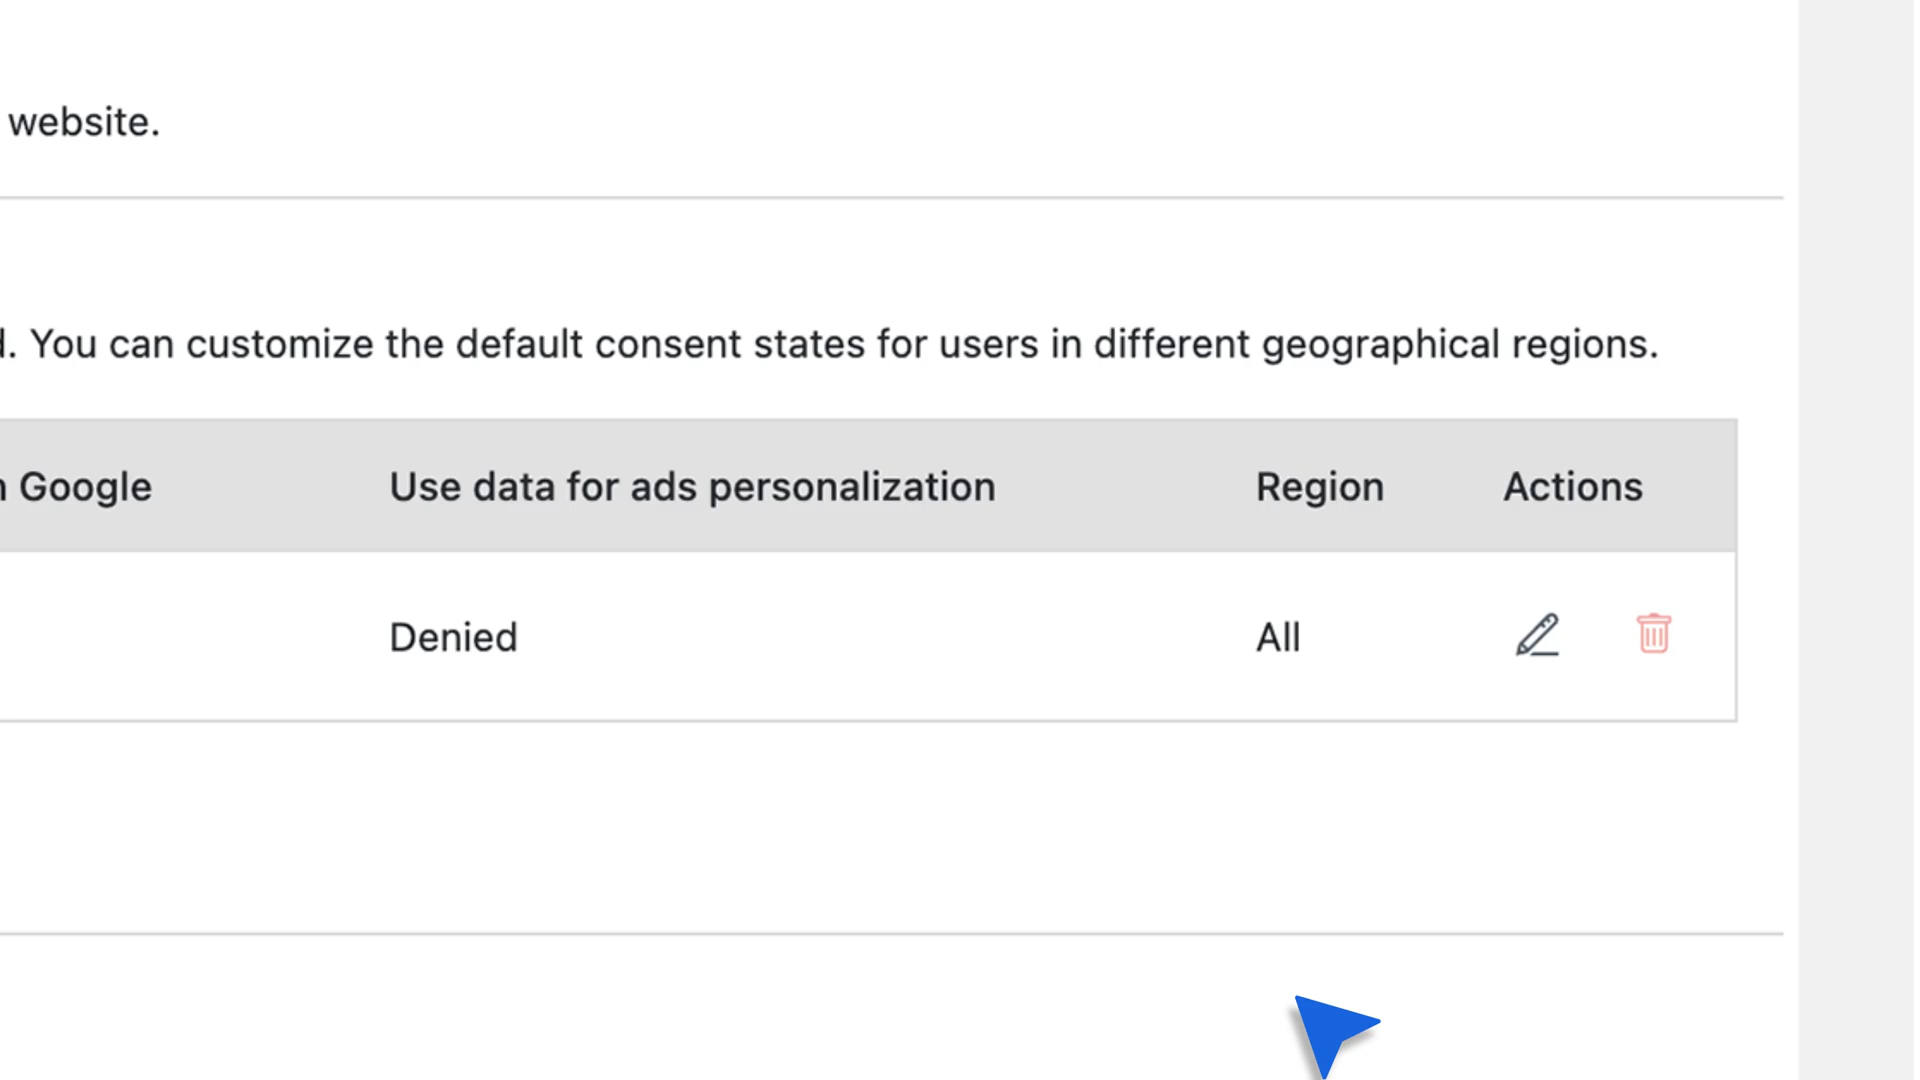 website.
. You can customize the default consent states for users in different geographical regions.
Google
Use data for ads personalization
Region
Actions
Denied
All